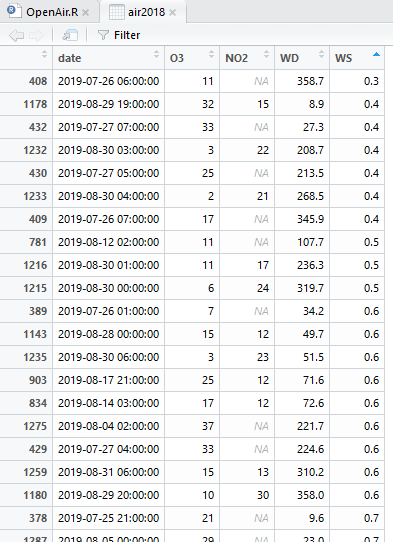 OpenAir.R air2018
Filter
date O3 NO2 WD WS
408 2019-07-26 06:00:00 11 NA 358.7 0.3
1178 2019-08-29 19:00:00 32 15 8.9 0.4
432 2019-07-27 07:00:00 33 NA 27.3 0.4
1232 2019-08-30 03:00:00 3 22 208.7 0.4
430 2019-07-27 05:00:00 25 NA 213.5 0.4
1233 2019-08-30 04:00:00 2 21 268.5 0.4
409 2019-07-26 07:00:00 17 NA 345.9 0.4
781 2019-08-12 02:00:00 11 NA 107.7 0.5
1216 2019-08-30 01:00:00 11 17 236.3 0.5
1215 2019-08-30 00:00:00 6 24 319.7 0.5
389 2019-07-26 01:00:00 7 NA 34.2 0.6
1143 2019-08-28 00:00:00 15 12 49.7 0.6
1235 2019-08-30 06:00:00 3 23 51.5 0.6
903 2019-08-17 21:00:00 25 12 71.6 0.6
834 2019-08-14 03:00:00 17 12 72.6 0.6
1275 2019-08-04 02:00:00 37 NA 221.7 0.6
429 2019-07-27 04:00:00 33 NA 224.6 0.6
1259 2019-08-31 06:00:00 15 13 310.2 0.6
1180 2019-08-29 20:00:00 10 30 358.0 0.6
378 2019-07-25 21:00:00 21 NA 9.6 0.7
1287 2019-08-05 00:00:00 29 NA 23.0 0.7